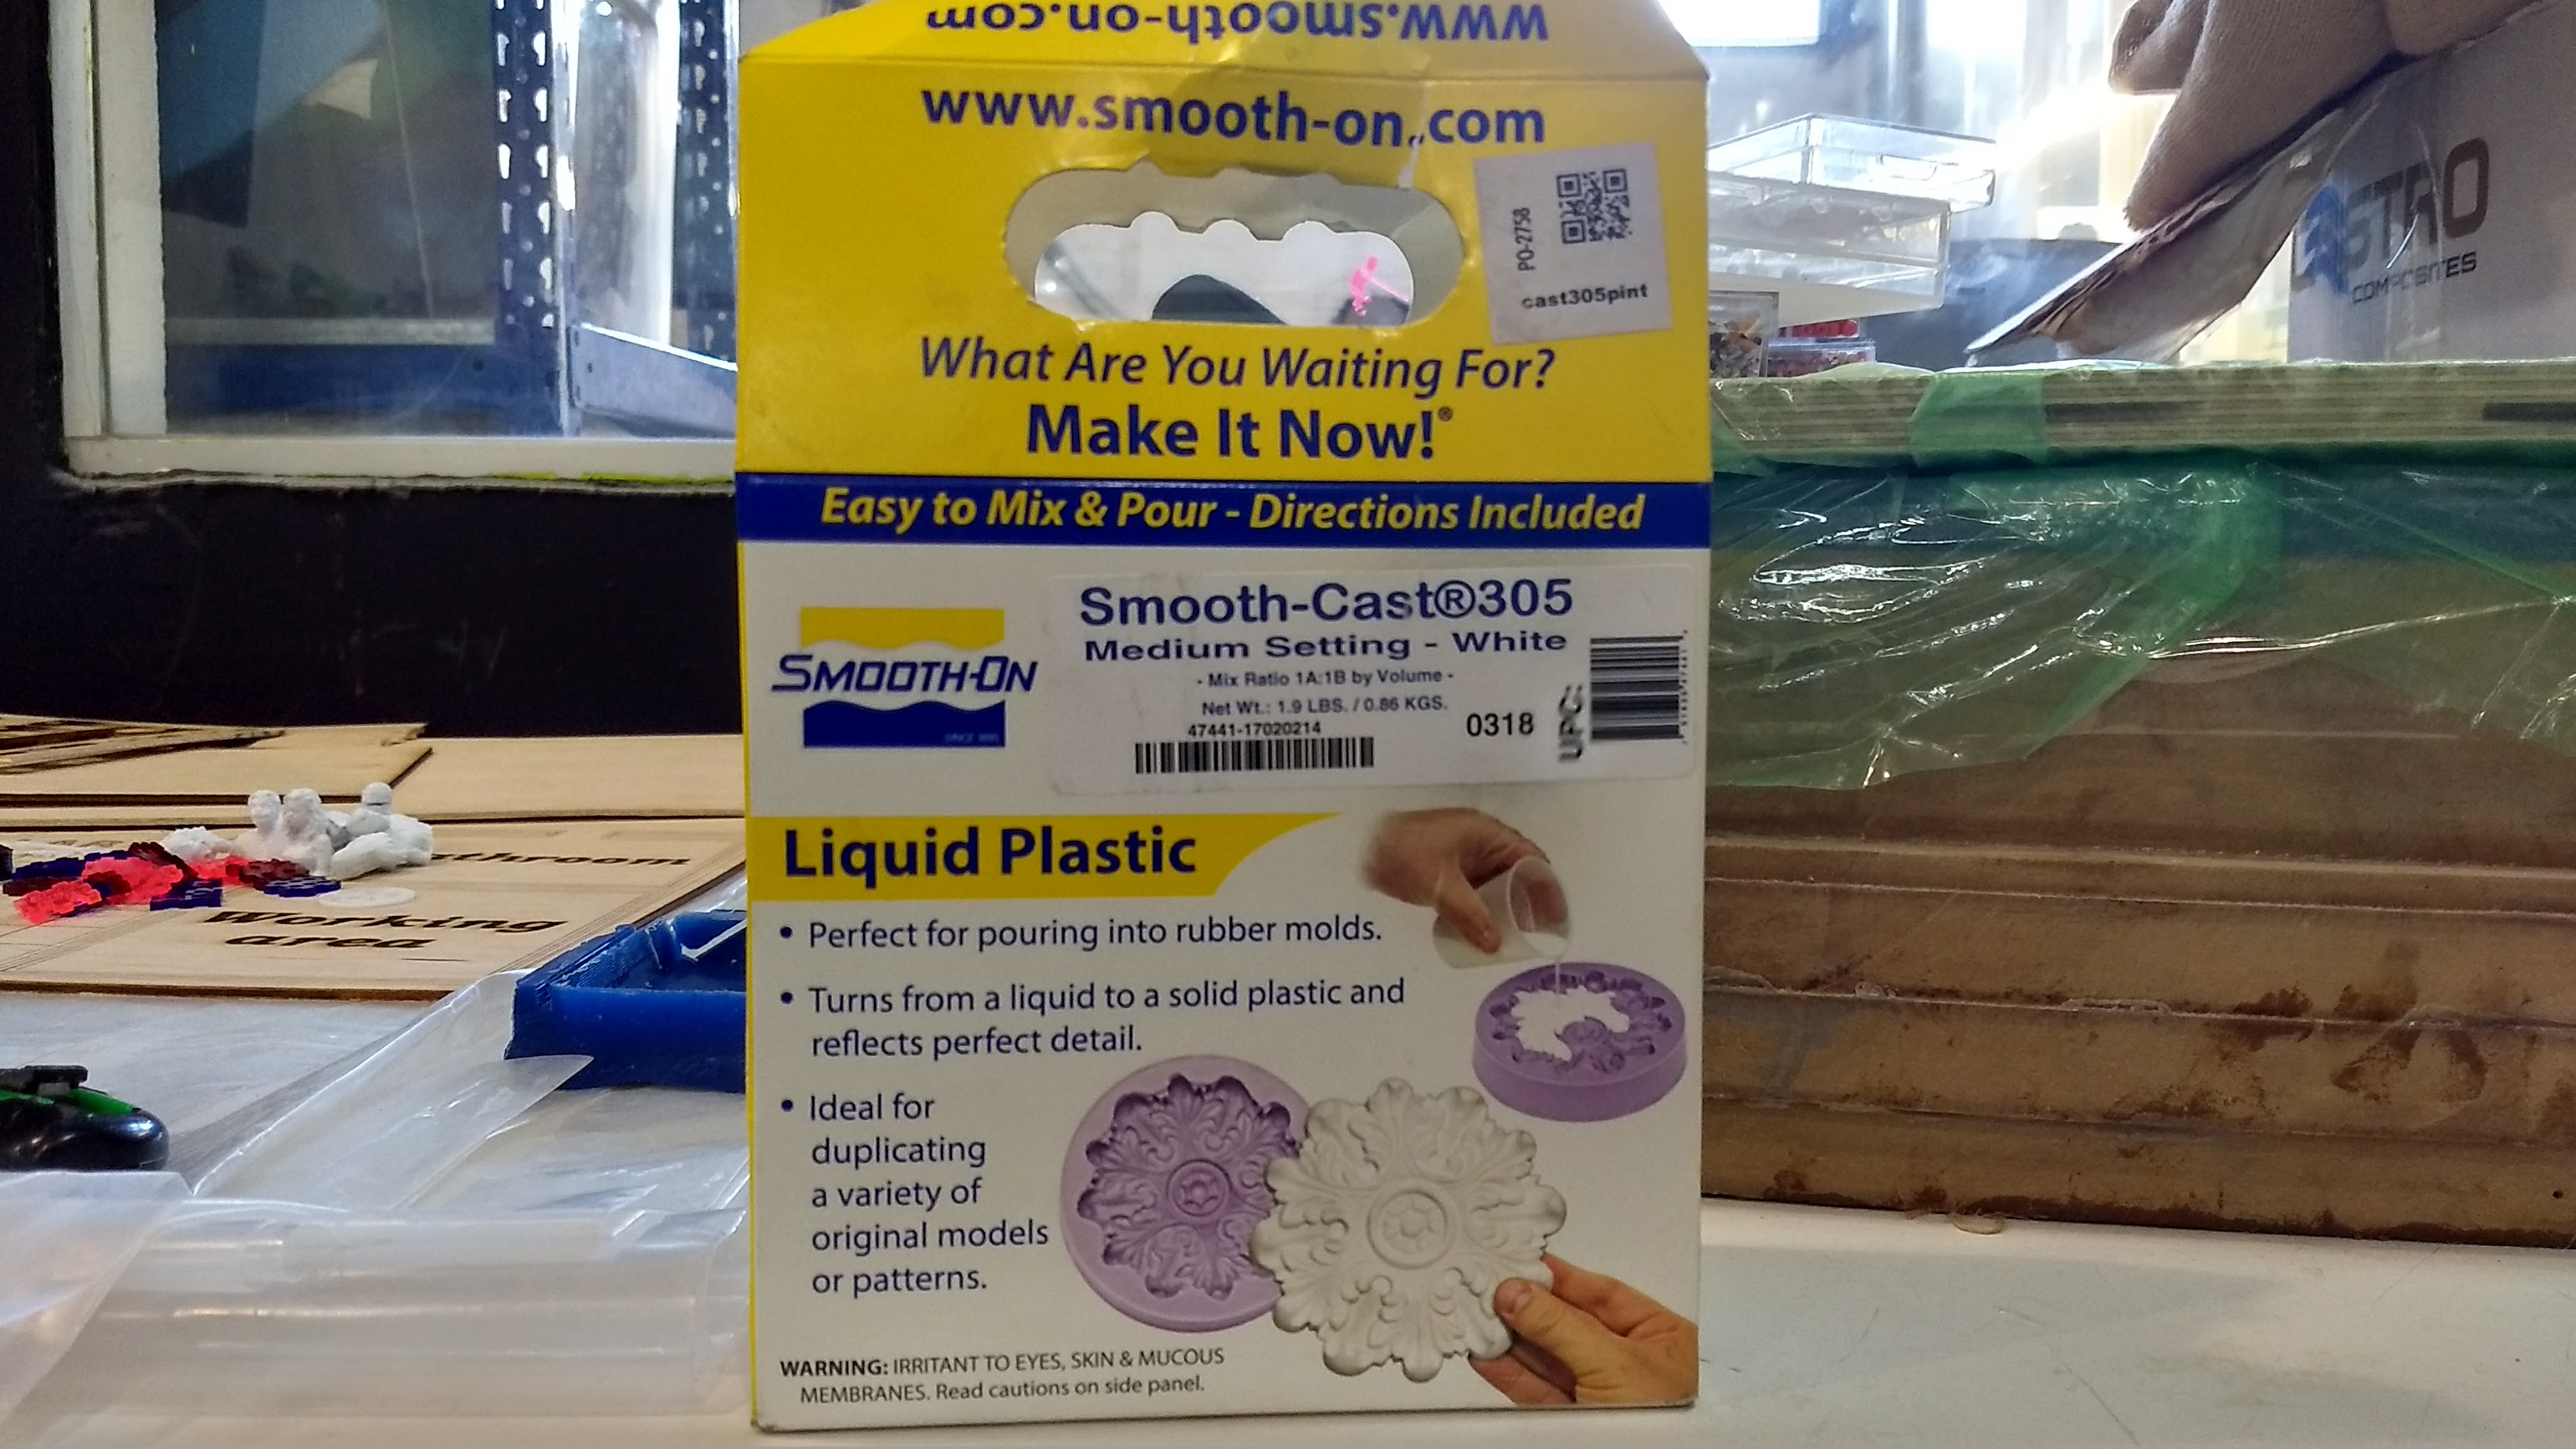 www.smooth-on.com
www.smooth-on.com
PO-2758
cast305pint
What Are You Waiting For?
Make It Now!®
Easy to Mix & Pour - Directions Included
SMOOTH-ON
SINCE 1895
Smooth-Cast®305
Medium Setting - White
- Mix Ratio 1A:1B by Volume -
Net Wt.: 1.9 LBS. / 0.86 KGS.
47441-17020214
0318
UPC
Liquid Plastic
• Perfect for pouring into rubber molds.
• Turns from a liquid to a solid plastic and
reflects perfect detail.
• Ideal for
duplicating
a variety of
original models
or patterns.
WARNING: IRRITANT TO EYES, SKIN & MUCOUS
MEMBRANES. Read cautions on side panel.
CASTRO
COMPOSITES
Working
area